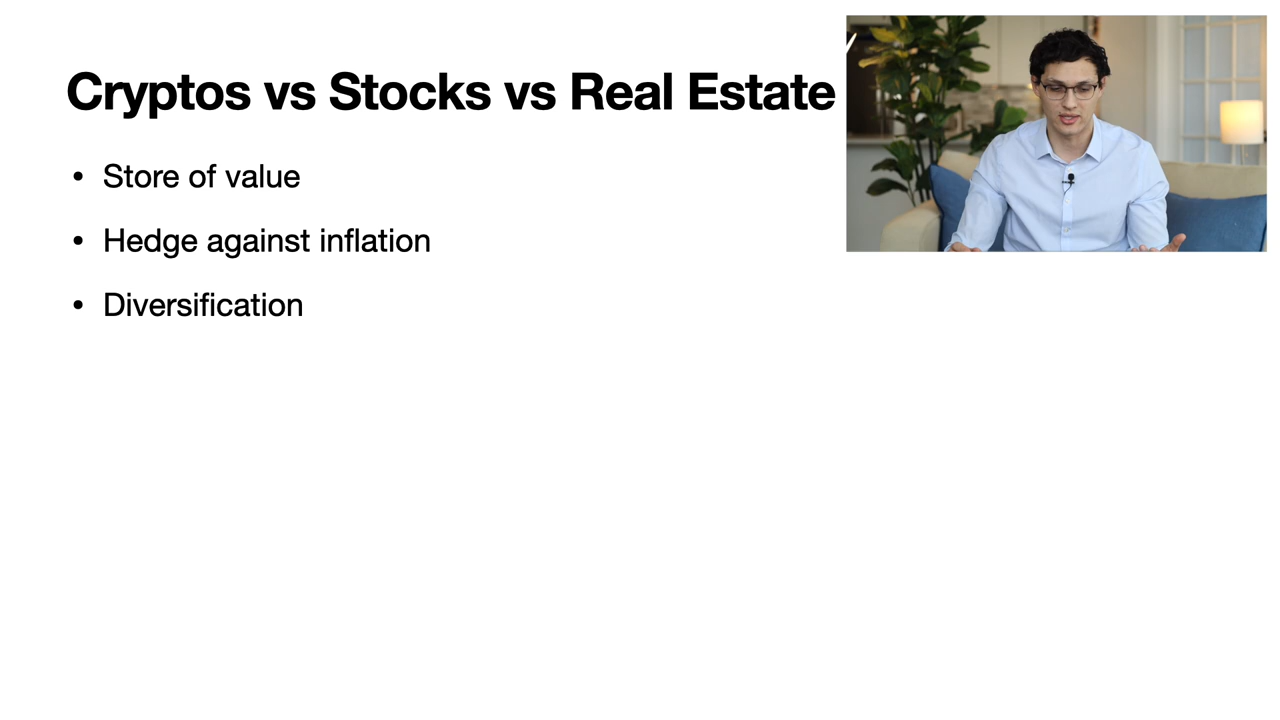 Cryptos vs Stocks vs Real Estate
• Store of value
• Hedge against inflation
• Diversification